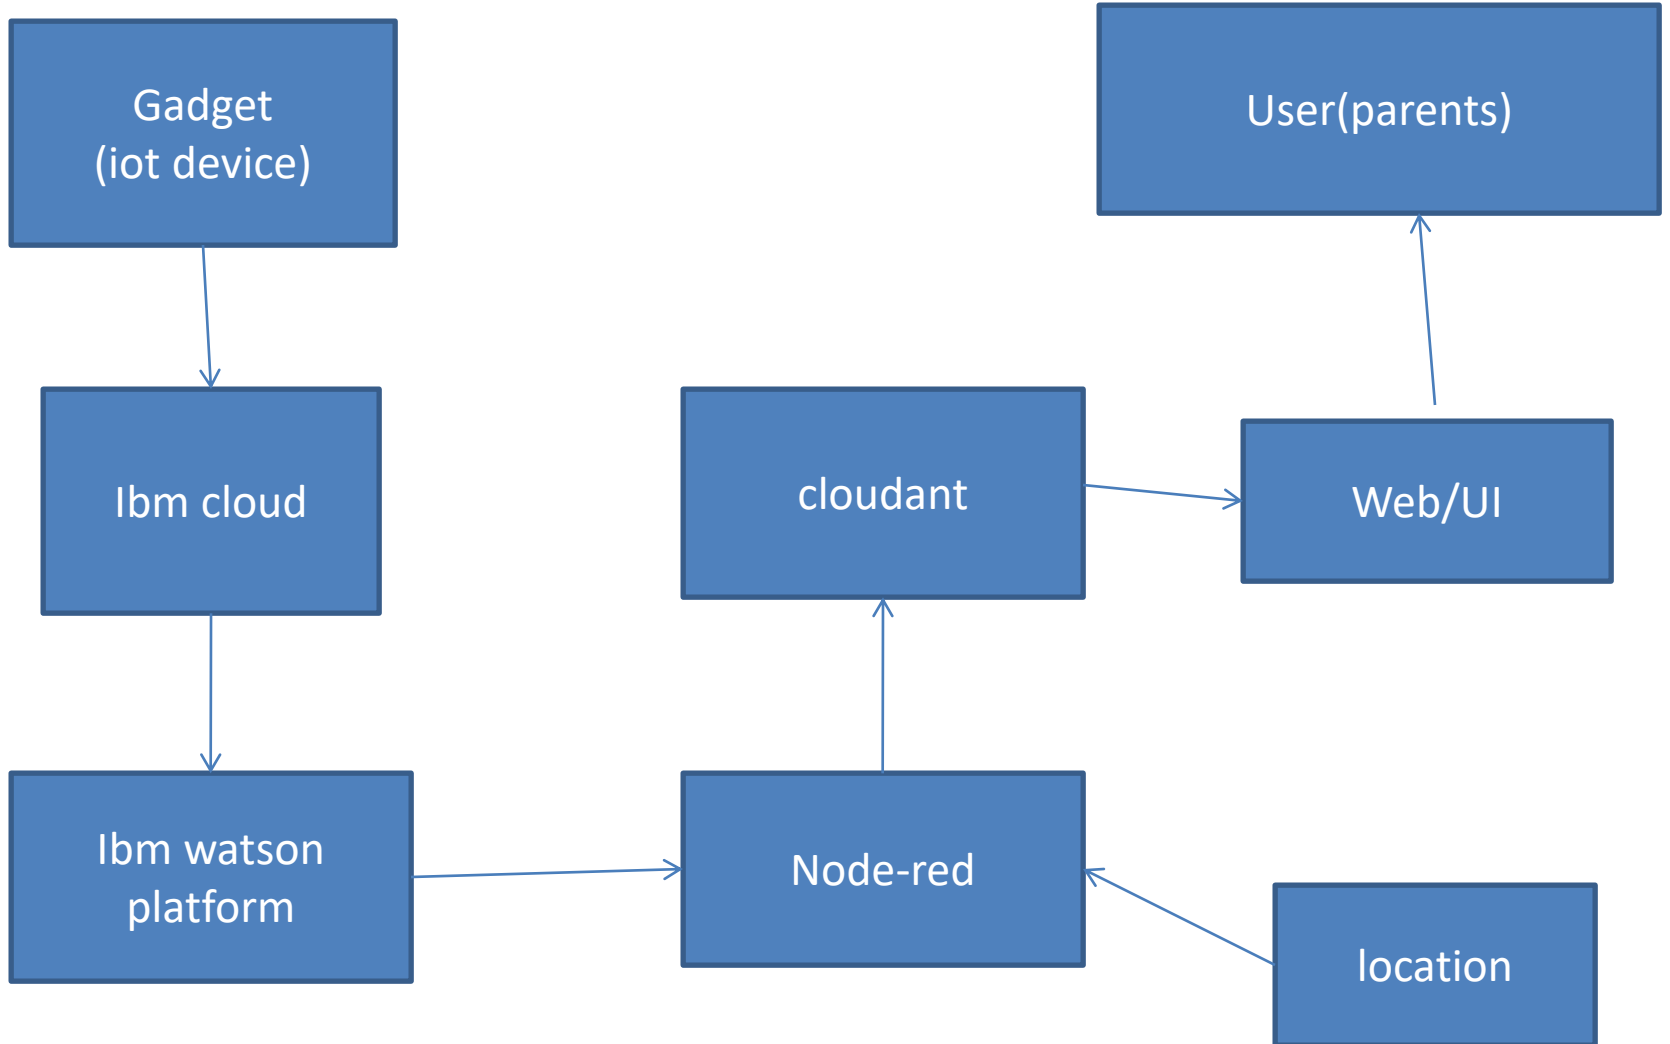 Gadget
(iot device)
User(parents)
Ibm cloud
cloudant
Web/UI
Ibm watson
platform
Node-red
location